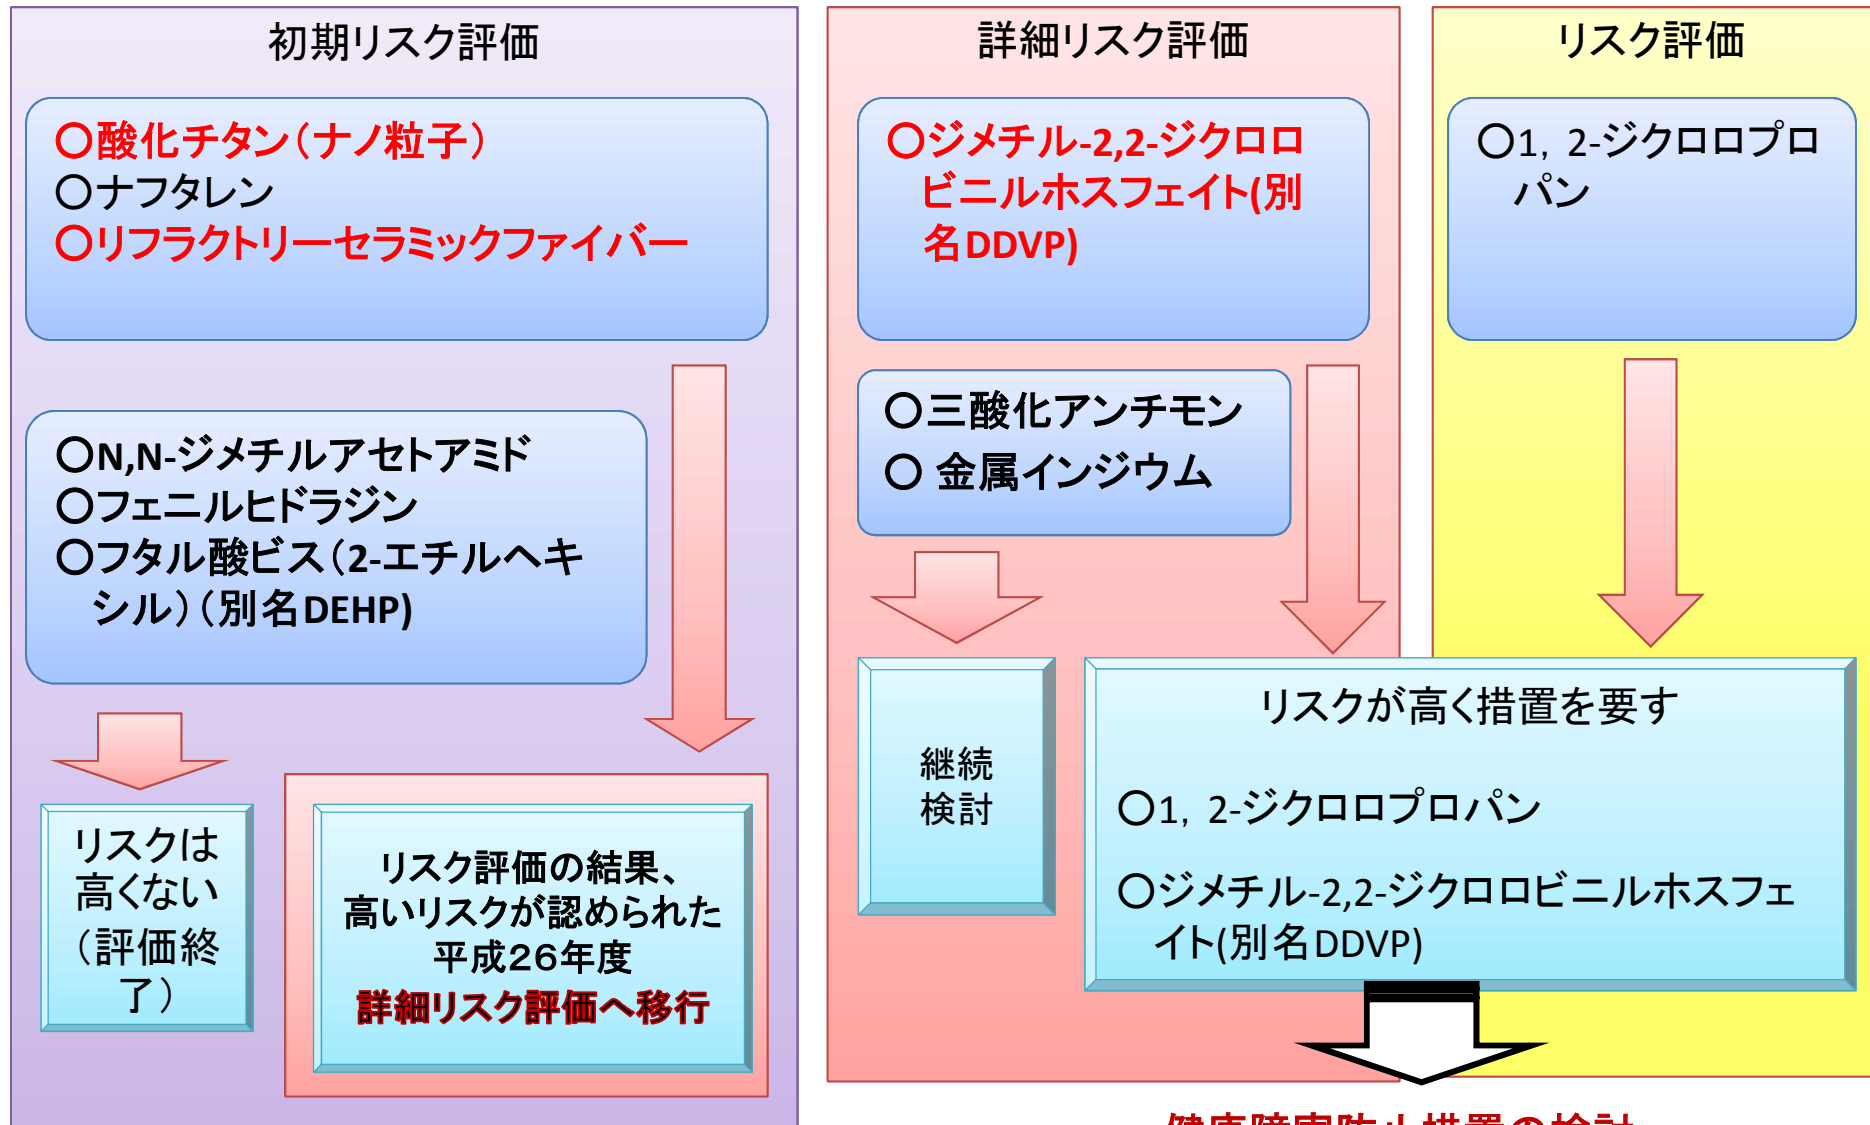 初期リスク評価
○酸化チタン（ナノ粒子）
○ナフタレン
○リフラクトリーセラミックファイバー
○N,N-ジメチルアセトアミド
○フェニルヒドラジン
○フタル酸ビス（2-エチルヘキ
シル）（別名DEHP)
リスクは
高くない
（評価終
了）
リスク評価の結果、
高いリスクが認められた
平成２６年度
詳細リスク評価へ移行
詳細リスク評価
○ジメチル-2,2-ジクロロ
ビニルホスフェイト(別
名DDVP)
○三酸化アンチモン
○ 金属インジウム
継続
検討
リスク評価
○1，2-ジクロロプロ
パン
リスクが高く措置を要す
○1，2-ジクロロプロパン
○ジメチル-2,2-ジクロロビニルホスフェ
イト(別名DDVP)
健康障害防止措置の検討